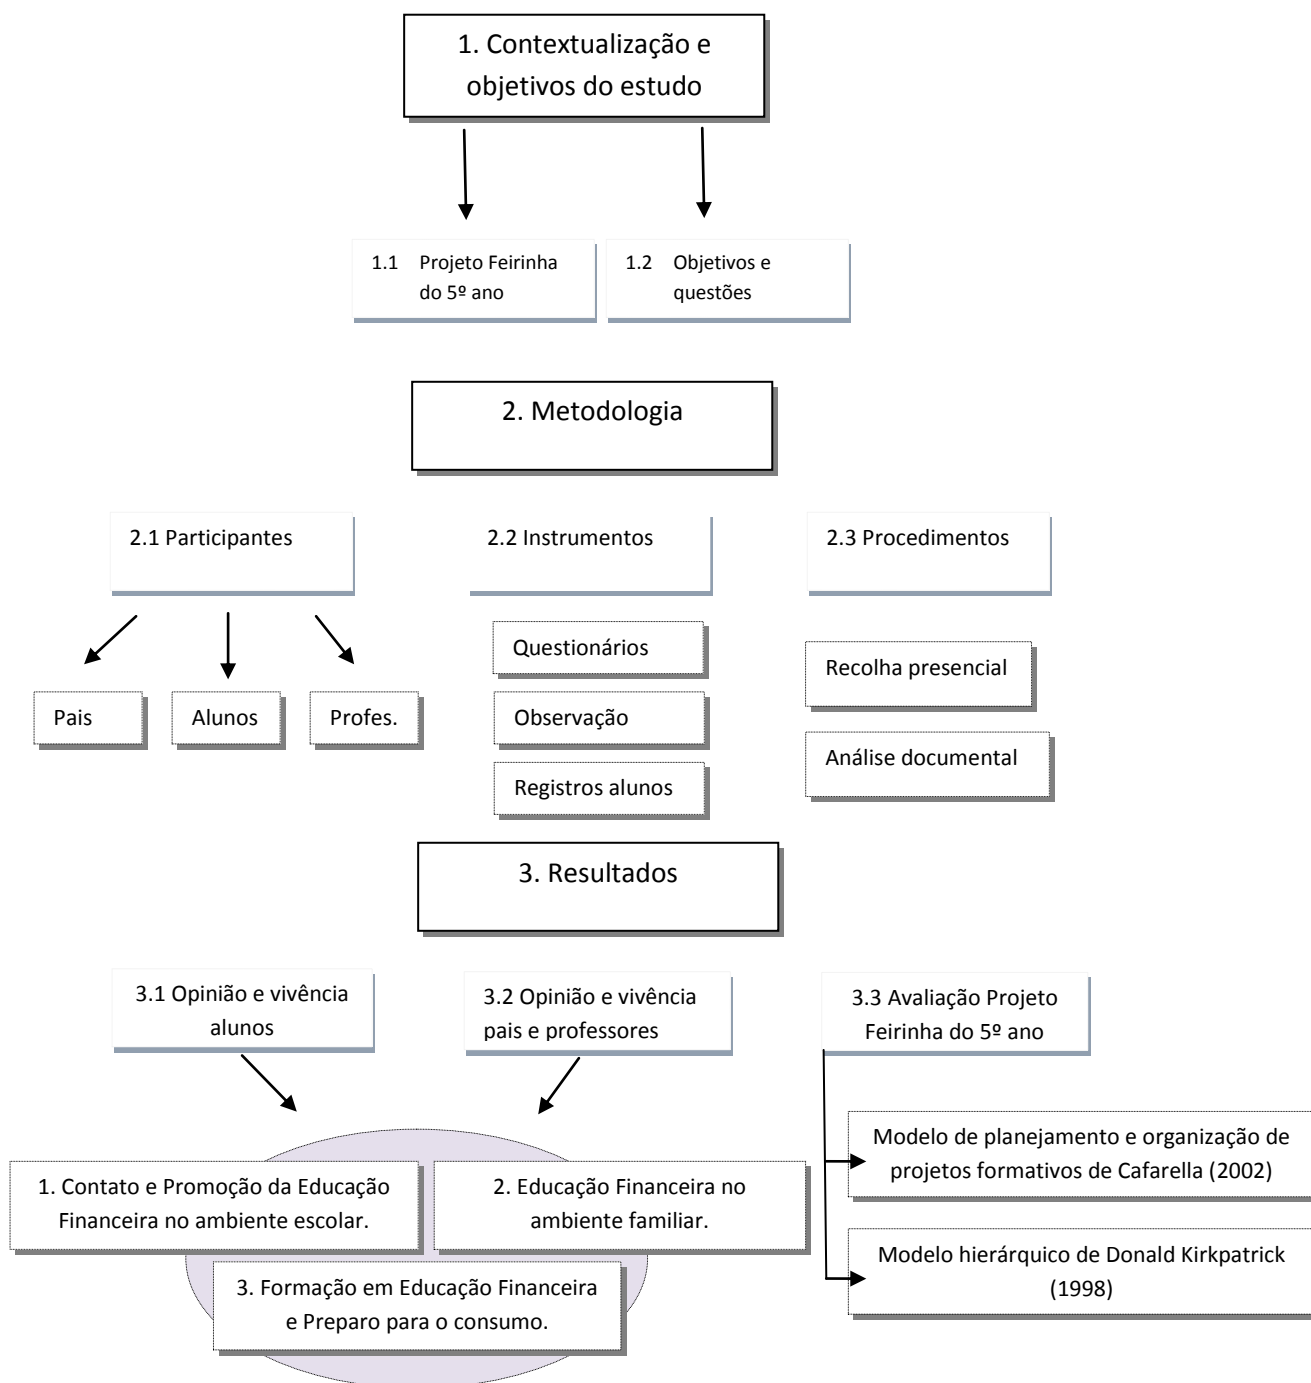 1. Contextualização e
objetivos do estudo
1.1 Projeto Feirinha
do 5º ano
1.2 Objetivos e
questões
2. Metodologia
2.1 Participantes
2.2 Instrumentos
2.3 Procedimentos
Pais
Alunos
Profes.
Questionários
Observação
Registros alunos
Recolha presencial
Análise documental
3. Resultados
3.1 Opinião e vivência
alunos
3.2 Opinião e vivência
pais e professores
3.3 Avaliação Projeto
Feirinha do 5º ano
1. Contato e Promoção da Educação
Financeira no ambiente escolar.
2. Educação Financeira no
ambiente familiar.
3. Formação em Educação Financeira
e Preparo para o consumo.
Modelo de planejamento e organização de
projetos formativos de Cafarella (2002)
Modelo hierárquico de Donald Kirkpatrick
(1998)